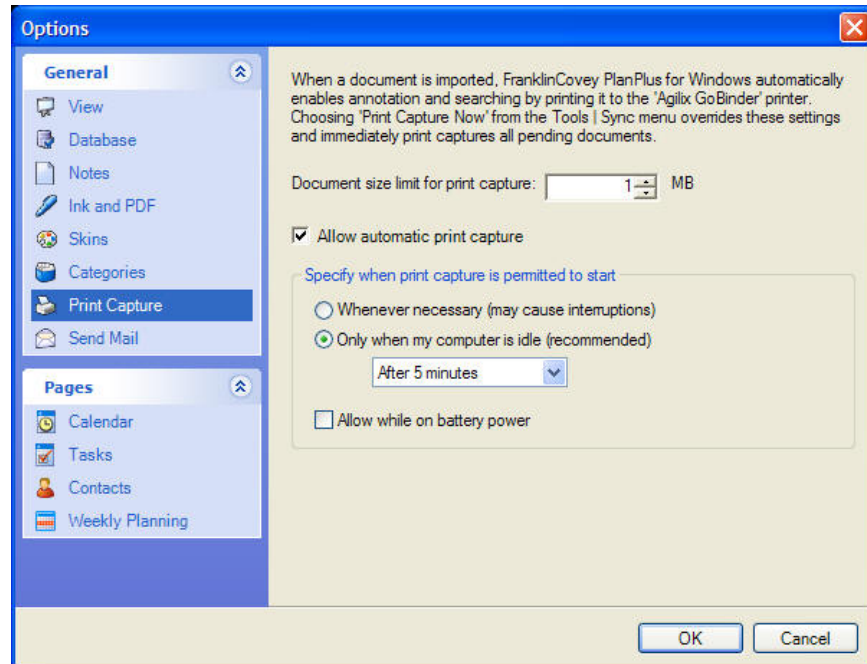 Options
General
View
Database
Notes
Ink and PDF
Skins
Categories
Print Capture
Send Mail
Pages
Calendar
Tasks
Contacts
Weekly Planning
When a document is imported, FranklinCovey PlanPlus for Windows automatically
enables annotation and searching by printing it to the 'Agilix GoBinder' printer.
Choosing 'Print Capture Now' from the Tools | Sync menu overrides these settings
and immediately print captures all pending documents.
Document size limit for print capture: 1 MB
Allow automatic print capture
Specify when print capture is permitted to start
Whenever necessary (may cause interruptions)
Only when my computer is idle (recommended)
After 5 minutes
Allow while on battery power
OK Cancel